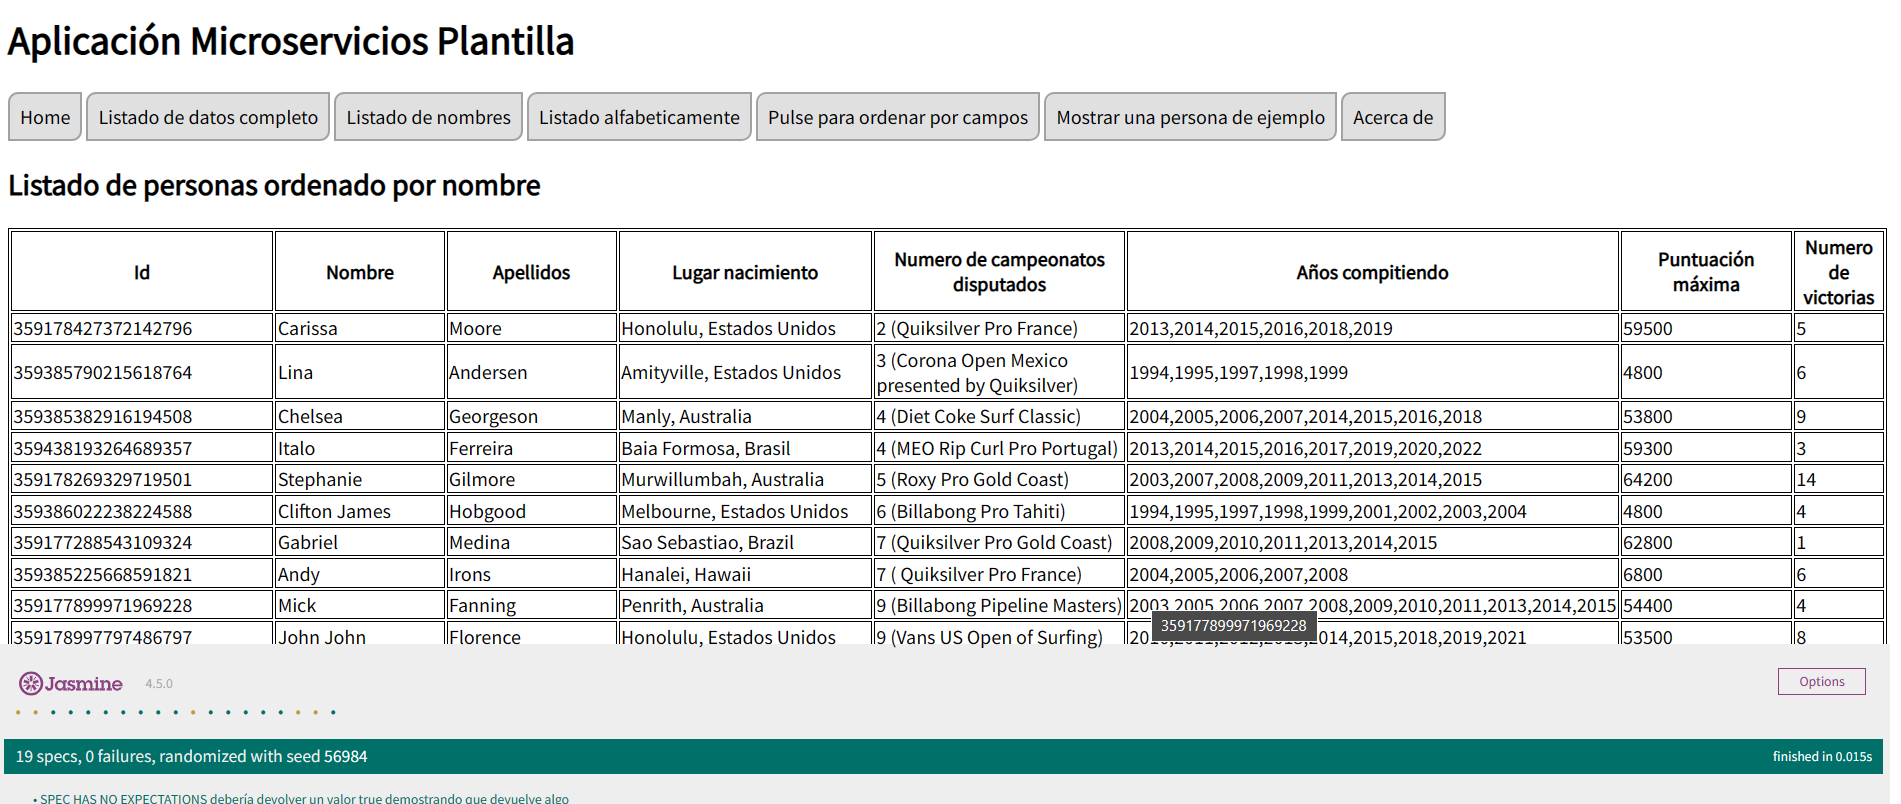 Aplicación Microservicios Plantilla
Home
Listado de datos completo
Listado de nombres
Listado alfabeticamente
Pulse para ordenar por campos
Mostrar una persona de ejemplo
Acerca de
Listado de personas ordenado por nombre
Id Nombre Apellidos Lugar nacimiento Numero de campeonatos disputados Años compitiendo Puntuación máxima Numero de victorias
359178427372142796 Carissa Moore Honolulu, Estados Unidos 2 (Quiksilver Pro France) 2013,2014,2015,2016,2018,2019 59500 5
359385790215618764 Lina Andersen Amityville, Estados Unidos 3 (Corona Open Mexico presented by Quiksilver) 1994,1995,1997,1998,1999 4800 6
359385382916194508 Chelsea Georgeson Manly, Australia 4 (Diet Coke Surf Classic) 2004,2005,2006,2007,2014,2015,2016,2018 53800 9
359438193264689357 Italo Ferreira Baia Formosa, Brasil 4 (MEO Rip Curl Pro Portugal) 2013,2014,2015,2016,2017,2019,2020,2022 59300 3
359178269329719501 Stephanie Gilmore Murwillumbah, Australia 5 (Roxy Pro Gold Coast) 2003,2007,2008,2009,2011,2013,2014,2015 64200 14
359386022238224588 Clifton James Hobgood Melbourne, Estados Unidos 6 (Billabong Pro Tahiti) 1994,1995,1997,1998,1999,2001,2002,2003,2004 4800 4
359177288543109324 Gabriel Medina Sao Sebastiao, Brazil 7 (Quiksilver Pro Gold Coast) 2008,2009,2010,2011,2013,2014,2015 62800 1
359385225668591821 Andy Irons Hanalei, Hawaii 7 ( Quiksilver Pro France) 2004,2005,2006,2007,2008 6800 6
359177899971969228 Mick Fanning Penrith, Australia 9 (Billabong Pipeline Masters) 2003,2005,2006,2007,2008,2009,2010,2011,2013,2014,2015 54400 4
359177899971969228
359178997797486797 John John Florence Honolulu, Estados Unidos 9 (Vans US Open of Surfing) 2014,2015,2018,2019,2021 53500 8
Jasmine 4.5.0
Options
19 specs, 0 failures, randomized with seed 56984
finished in 0.015s
• SPEC HAS NO EXPECTATIONS debería devolver un valor true demostrando que devuelve algo